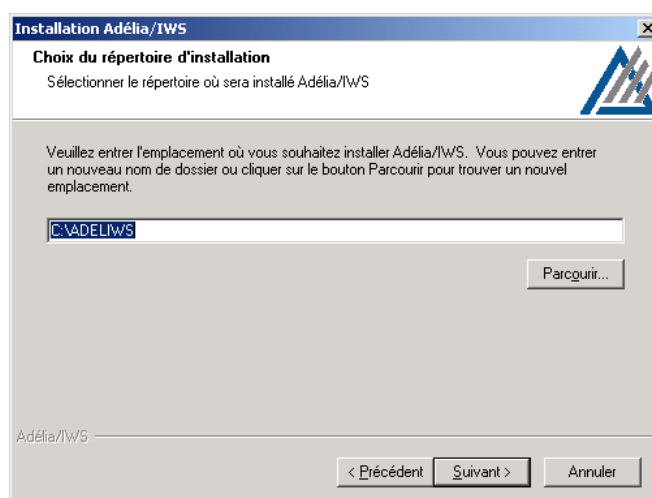 Installation Adélia/IWS
Choix du répertoire d'installation
Sélectionner le répertoire où sera installé Adélia/IWS
Veuillez entrer l'emplacement où vous souhaitez installer Adélia/IWS. Vous pouvez entrer
un nouveau nom de dossier ou cliquer sur le bouton Parcourir pour trouver un nouvel
emplacement.
C:\ADELIWS
Parcourir...
Adélia/IWS
< Précédent
Suivant >
Annuler